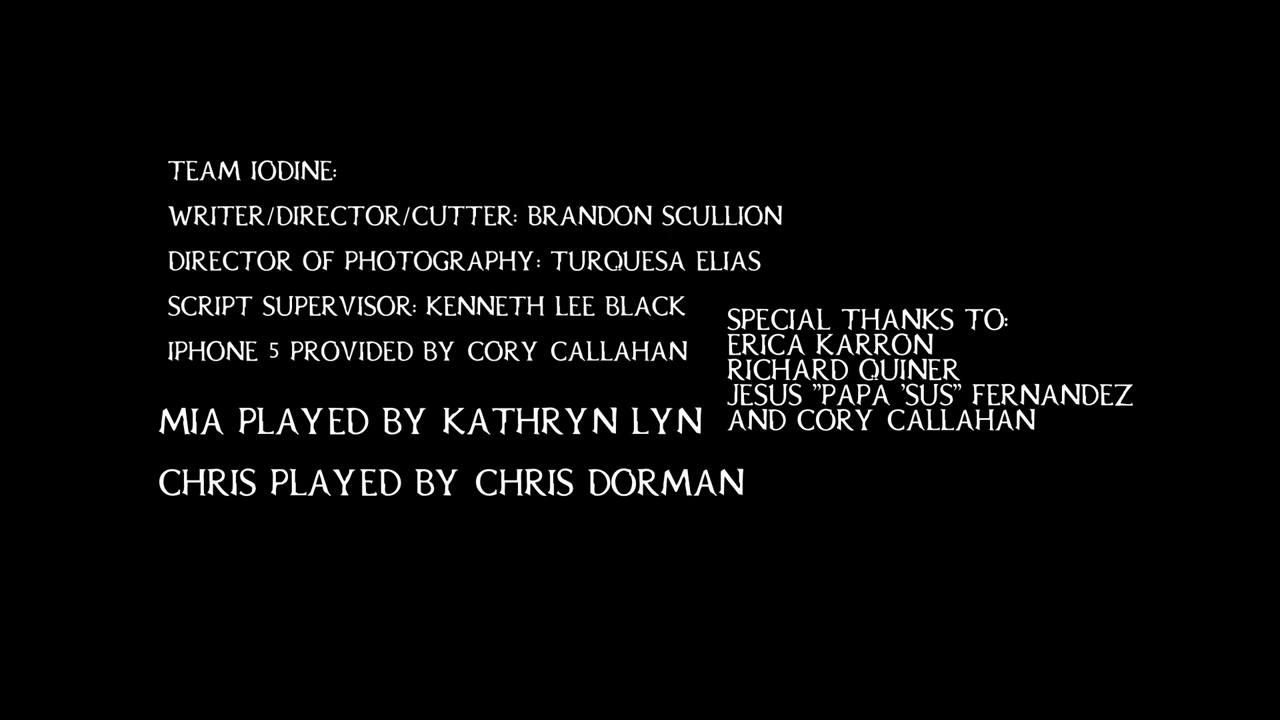 TEAM IODINE:
WRITER/DIRECTOR/CUTTER: BRANDON SCULLION
DIRECTOR OF PHOTOGRAPHY: TURQUESA ELIAS
SCRIPT SUPERVISOR: KENNETH LEE BLACK
IPHONE 5 PROVIDED BY CORY CALLAHAN
MIA PLAYED BY KATHRYN LYN
CHRIS PLAYED BY CHRIS DORMAN
SPECIAL THANKS TO:
ERICA KARRON
RICHARD QUINER
JESUS "PAPA 'SUS" FERNANDEZ
AND CORY CALLAHAN